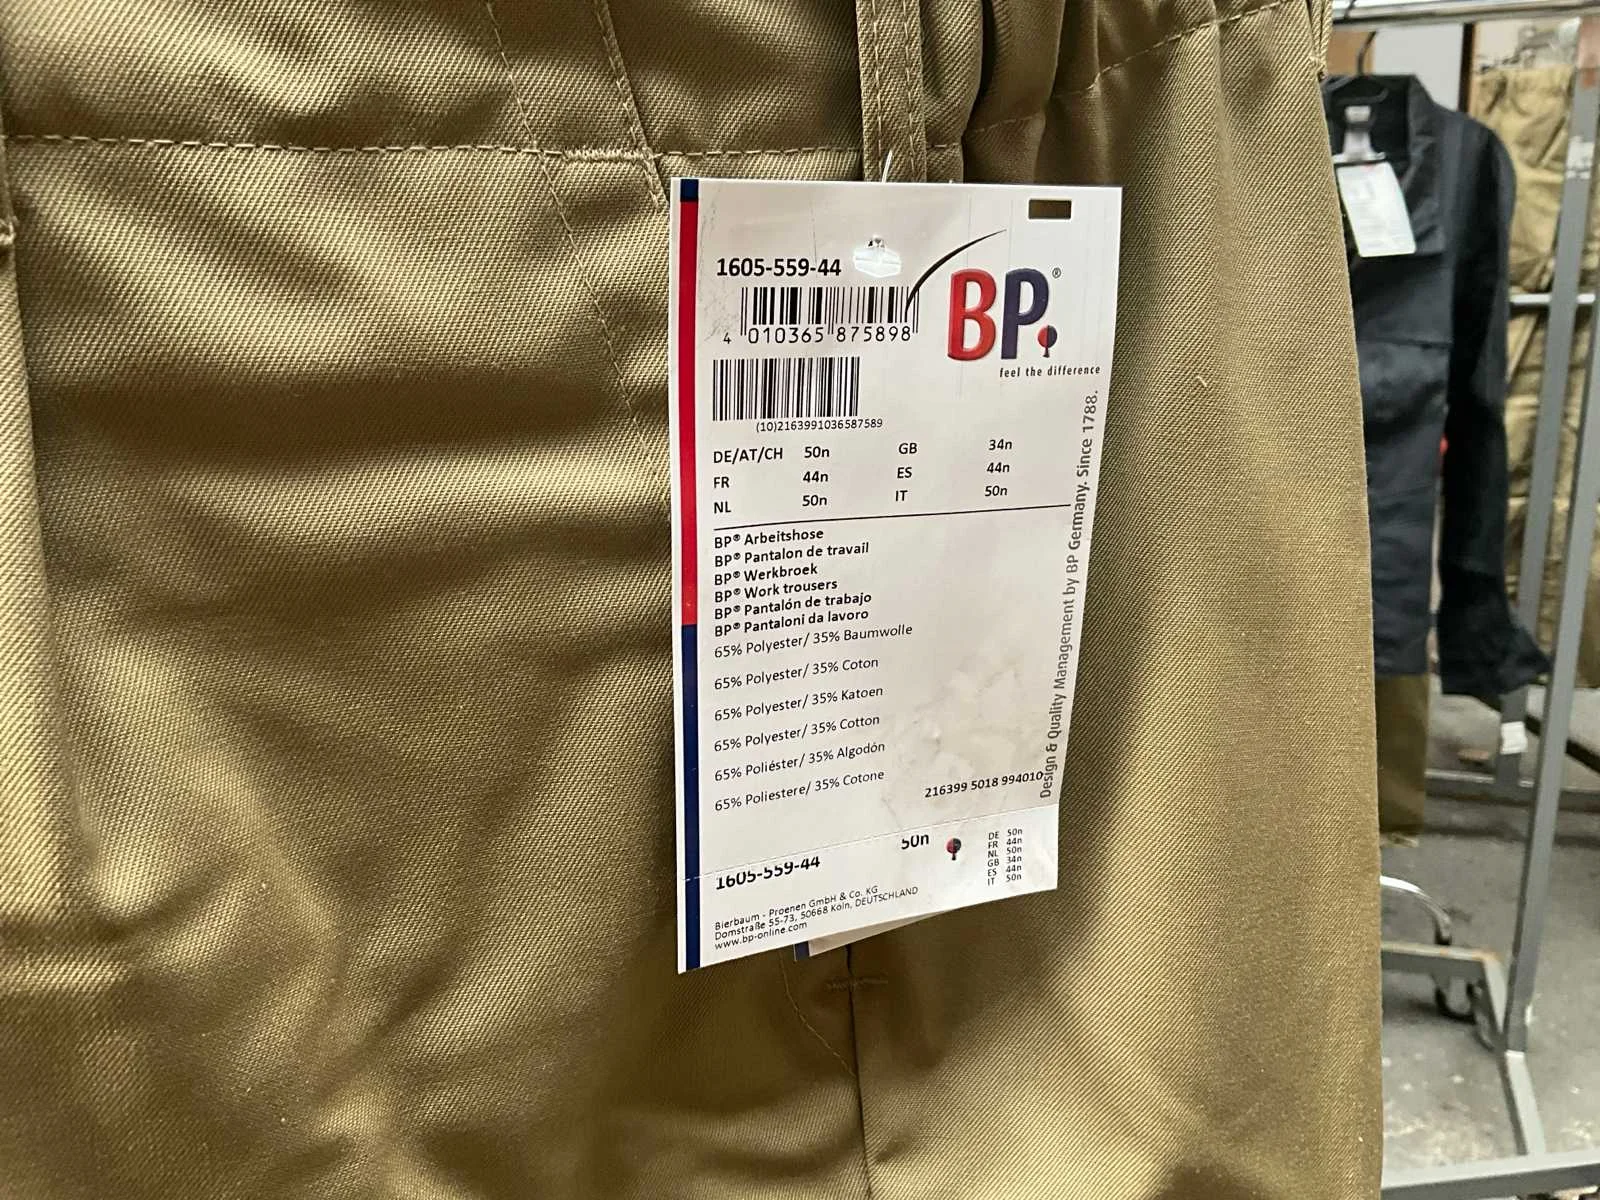 1605-559-44
4 010365 875898
BP®
feel the difference
(10)2163991036587589
DE/AT/CH 50n GB 34n
FR 44n ES 44n
NL 50n IT 50n
BP® Arbeitshose
BP® Pantalon de travail
BP® Werkbroek
BP® Work trousers
BP® Pantalón de trabajo
BP® Pantaloni da lavoro
65% Polyester/ 35% Baumwolle
65% Polyester/ 35% Coton
65% Polyester/ 35% Katoen
65% Polyester/ 35% Cotton
65% Poliéster/ 35% Algodón
65% Poliestere/ 35% Cotone
216399 5018 994010
Design & Quality Management by BP Germany. Since 1788.
1605-559-44 50n
DE 50n
FR 44n
NL 50n
GB 34n
ES 44n
IT 50n
Bierbaum - Proenen GmbH & Co. KG
Domstraße 55-73, 50668 Köln, DEUTSCHLAND
www.bp-online.com